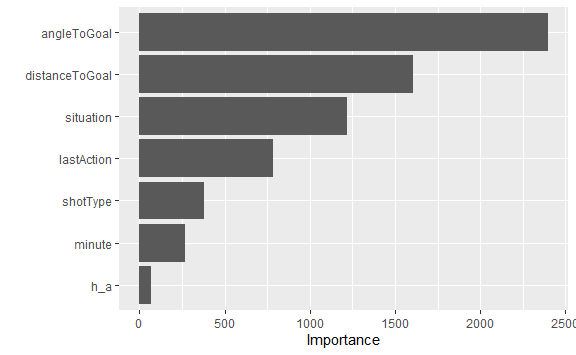 angleToGoal
distanceToGoal
situation
lastAction
shotType
minute
h_a
0 500 1000 1500 2000 2500
Importance